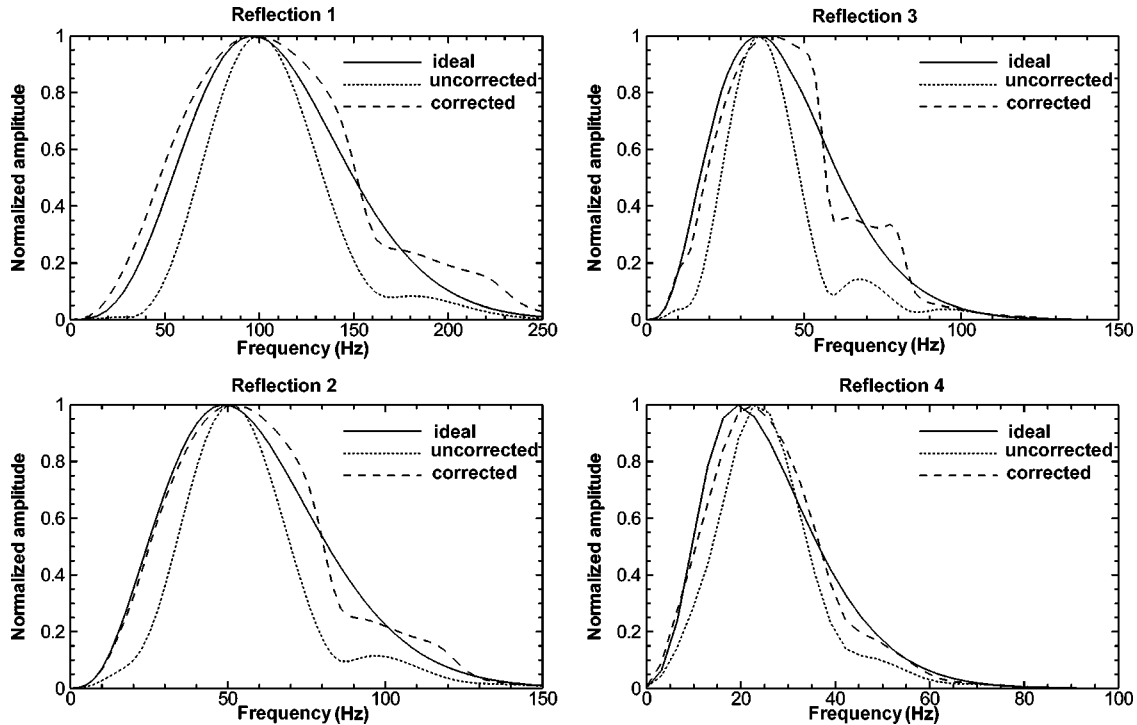 Reflection 1
1
0.8
0.6
0.4
0.2
0
Normalized amplitude
ideal
uncorrected
corrected
0 50 100 150 200 250
Frequency (Hz)
Reflection 3
1
0.8
0.6
0.4
0.2
0
Normalized amplitude
ideal
uncorrected
corrected
0 50 100 150
Frequency (Hz)
Reflection 2
1
0.8
0.6
0.4
0.2
0
Normalized amplitude
ideal
uncorrected
corrected
0 50 100 150
Frequency (Hz)
Reflection 4
1
0.8
0.6
0.4
0.2
0
Normalized amplitude
ideal
uncorrected
corrected
0 20 40 60 80 100
Frequency (Hz)